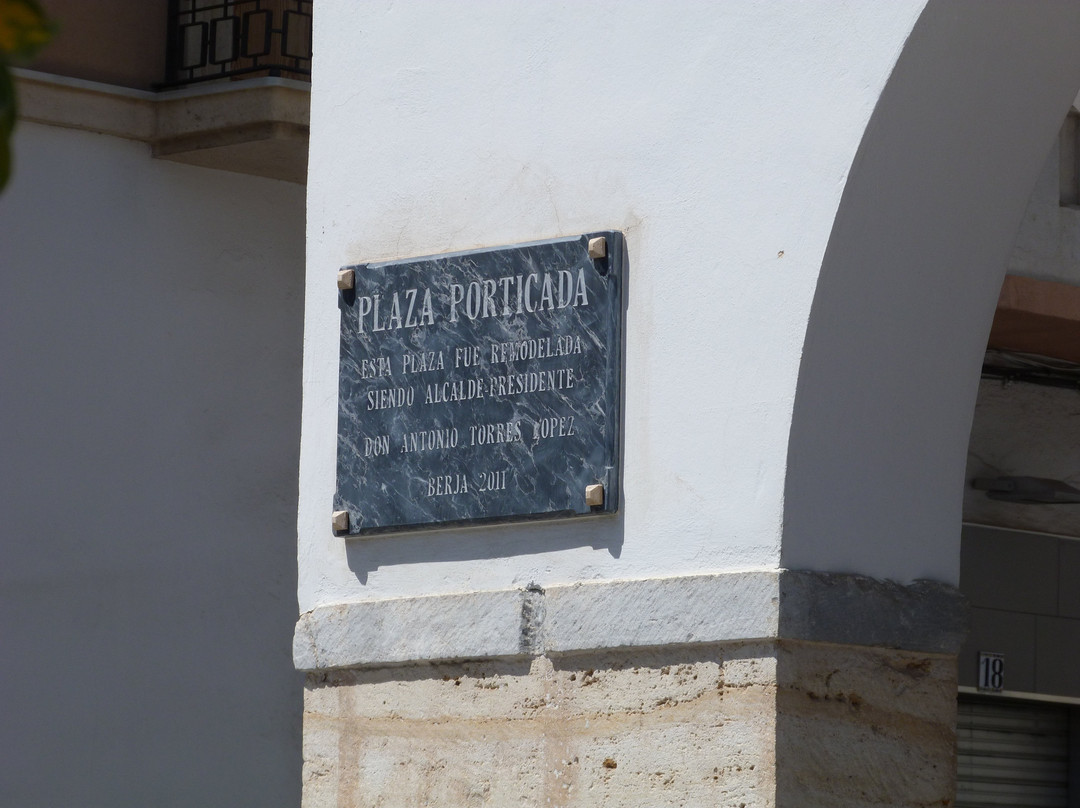 PLAZA PORTICADA
ESTA PLAZA FUE REMODELADA
SIENDO ALCALDE-PRESIDENTE
DON ANTONIO TORRES LOPEZ
BERJA 2011
18